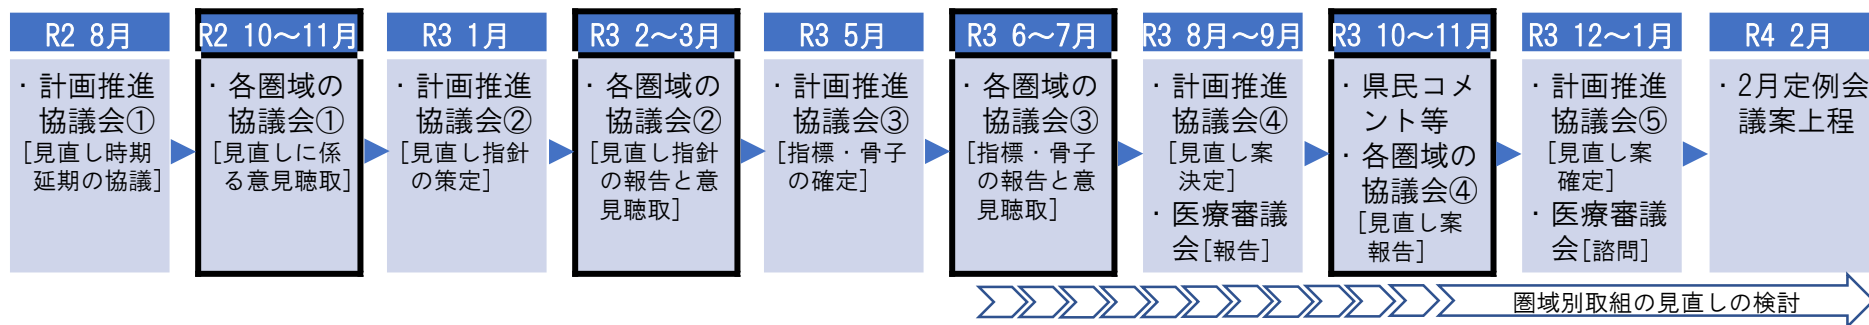 R2 8月
・計画推進
協議会①
[見直し時期
延期の協議]
R2 10～11月
・各圏域の
協議会①
[見直しに係
る意見聴取]
R3 1月
・計画推進
協議会②
[見直し指針
の策定]
R3 2～3月
・各圏域の
協議会②
[見直し指針
の報告と意
見聴取]
R3 5月
・計画推進
協議会③
[指標・骨子
の確定]
R3 6～7月
・各圏域の
協議会③
[指標・骨子
の報告と意
見聴取]
R3 8月～9月
・計画推進
協議会④
[見直し案
決定]
・医療審議
会[報告]
R3 10～11月
・県民コメ
ント等
・各圏域の
協議会④
[見直し案
報告]
R3 12～1月
・計画推進
協議会⑤
[見直し案
確定]
・医療審議
会[諮問]
R4 2月
・2月定例会
議案上程
圏域別取組の見直しの検討